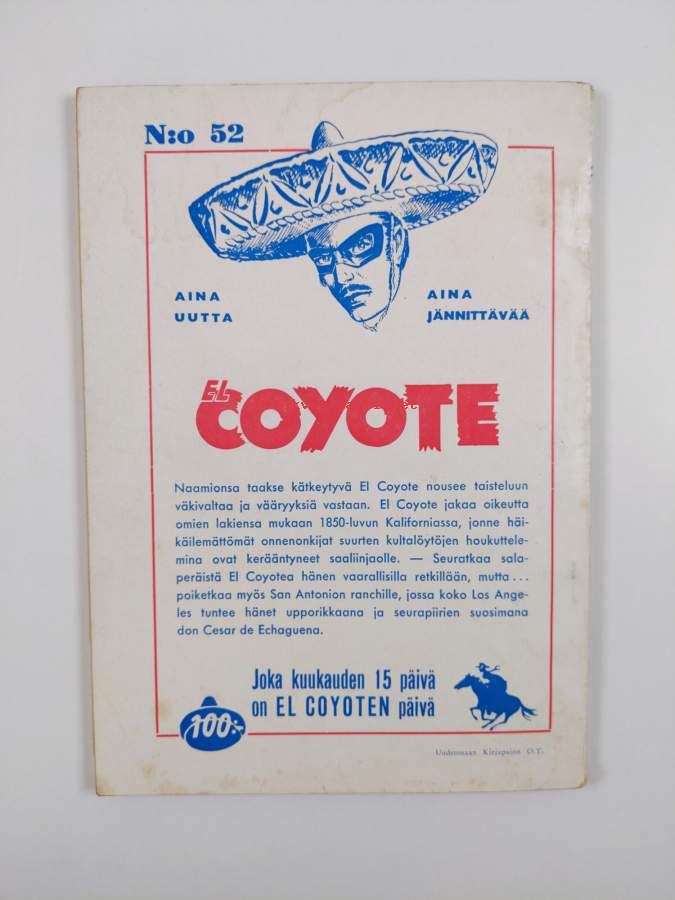 N:o 52
AINA
UUTTA
AINA
JÄNNITTÄVÄÄ
EL
COYOTE
Naamionsa taakse kätkeytyvä El Coyote nousee taisteluun
väkivaltaa ja vääryyksiä vastaan. El Coyote jakaa oikeutta
omien lakiensa mukaan 1850-luvun Kaliforniassa, jonne häi-
käilemättömät onnenonkijat suurten kultalöytöjen houkuttele-
mina ovat kerääntyneet saaliinjaolle. — Seuratkaa sala-
peräistä El Coyotea hänen vaarallisilla retkillään, mutta...
poiketkaa myös San Antonion ranchille, jossa koko Los Ange-
les tuntee hänet upporikkaana ja seurapiirien suosimana
don Cesar de Echaguena.
Joka kuukauden 15 päivä
on EL COYOTEN päivä
100:-
Uudenmaan Kirjapaino O.Y.